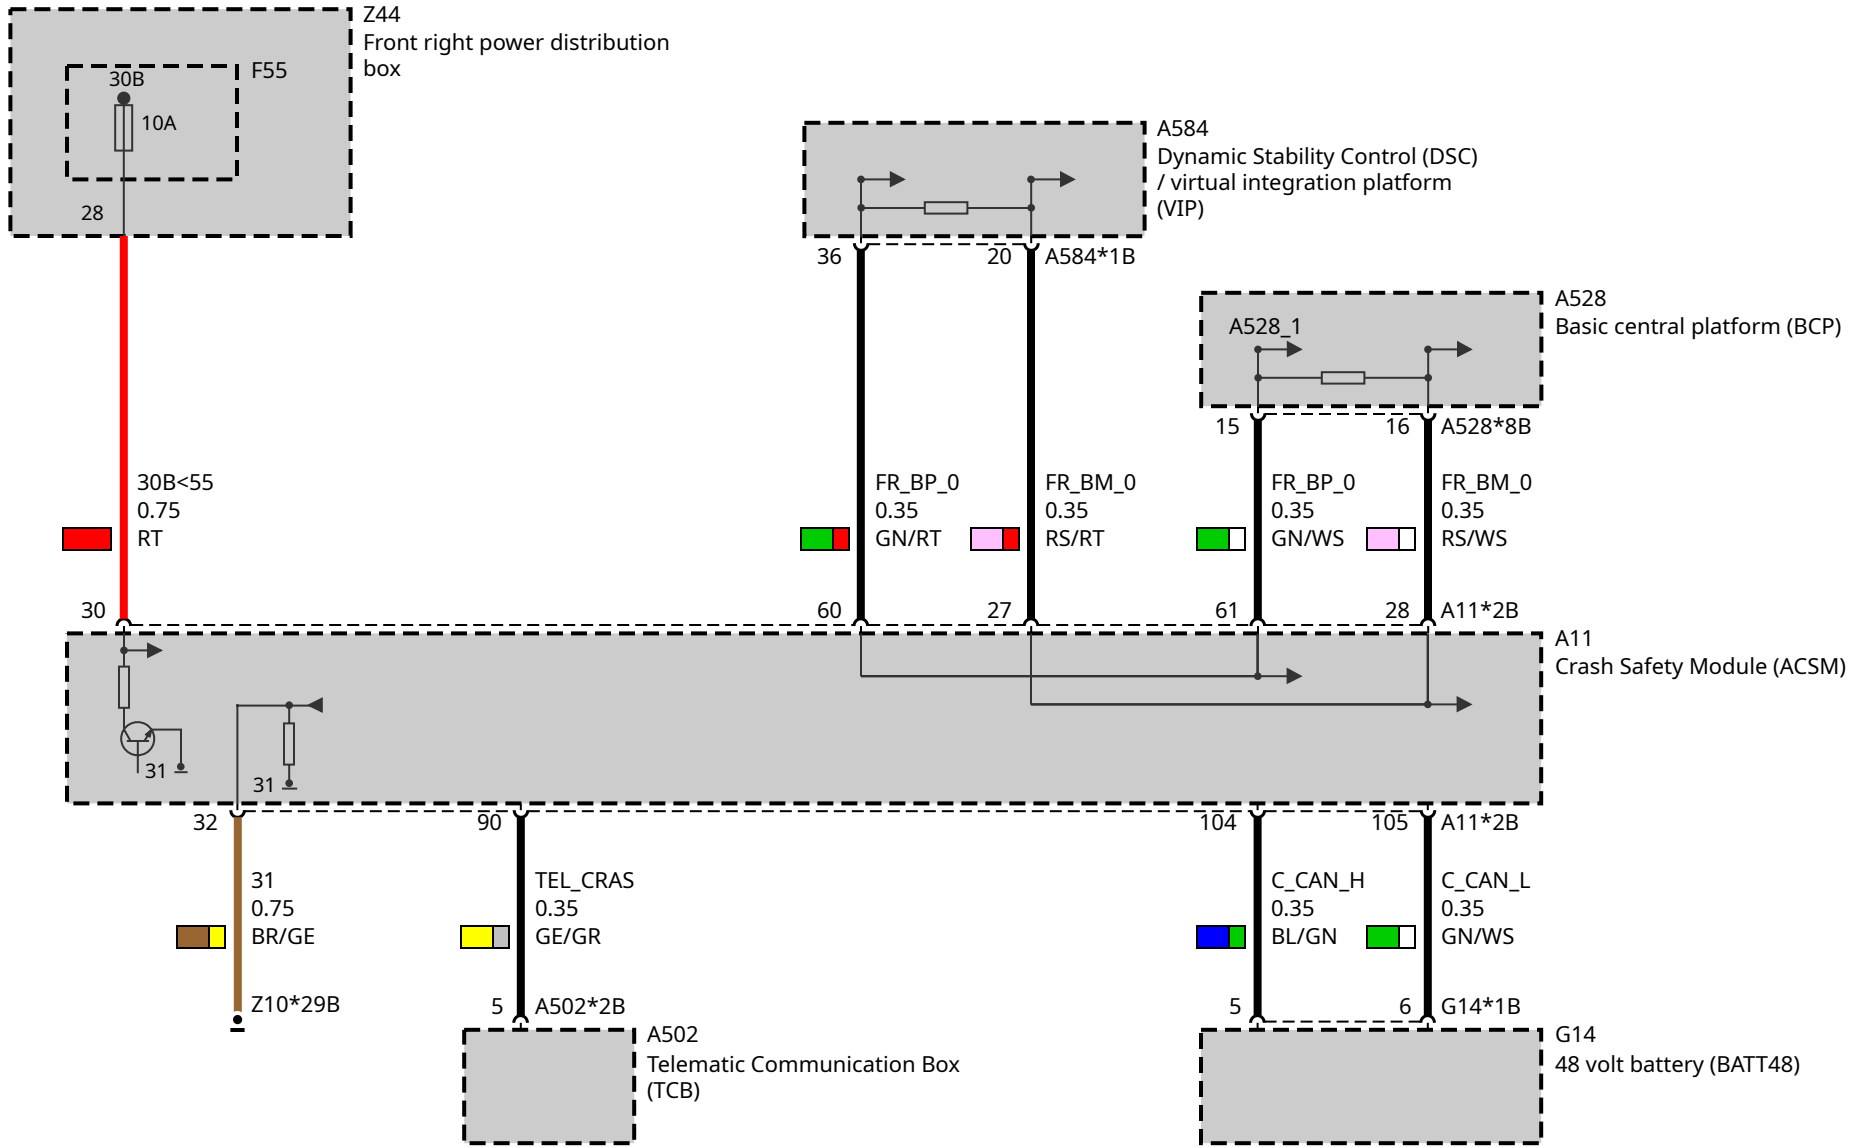 Z44
Front right power distribution
box
F55
30B
10A
28
A584
Dynamic Stability Control (DSC)
/ virtual integration platform
(VIP)
36
20
A584*1B
A528
Basic central platform (BCP)
A528_1
15
16
A528*8B
30B<55
0.75
RT
FR_BP_0
0.35
GN/RT
FR_BM_0
0.35
RS/RT
FR_BP_0
0.35
GN/WS
FR_BM_0
0.35
RS/WS
30
60
27
61
28
A11*2B
A11
Crash Safety Module (ACSM)
31
31
32
90
104
105
A11*2B
31
0.75
BR/GE
TEL_CRAS
0.35
GE/GR
C_CAN_H
0.35
BL/GN
C_CAN_L
0.35
GN/WS
Z10*29B
5
A502*2B
5
6
G14*1B
A502
Telematic Communication Box
(TCB)
G14
48 volt battery (BATT48)